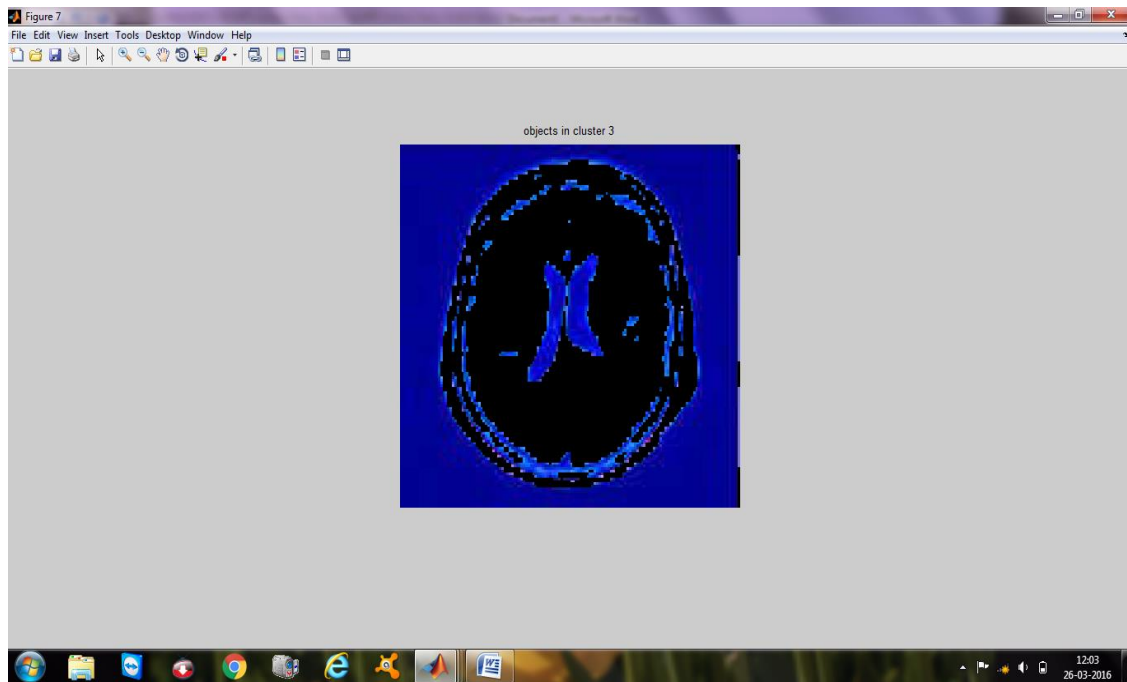 Figure 7
File Edit View Insert Tools Desktop Window Help
objects in cluster 3
12:03
26-03-2016